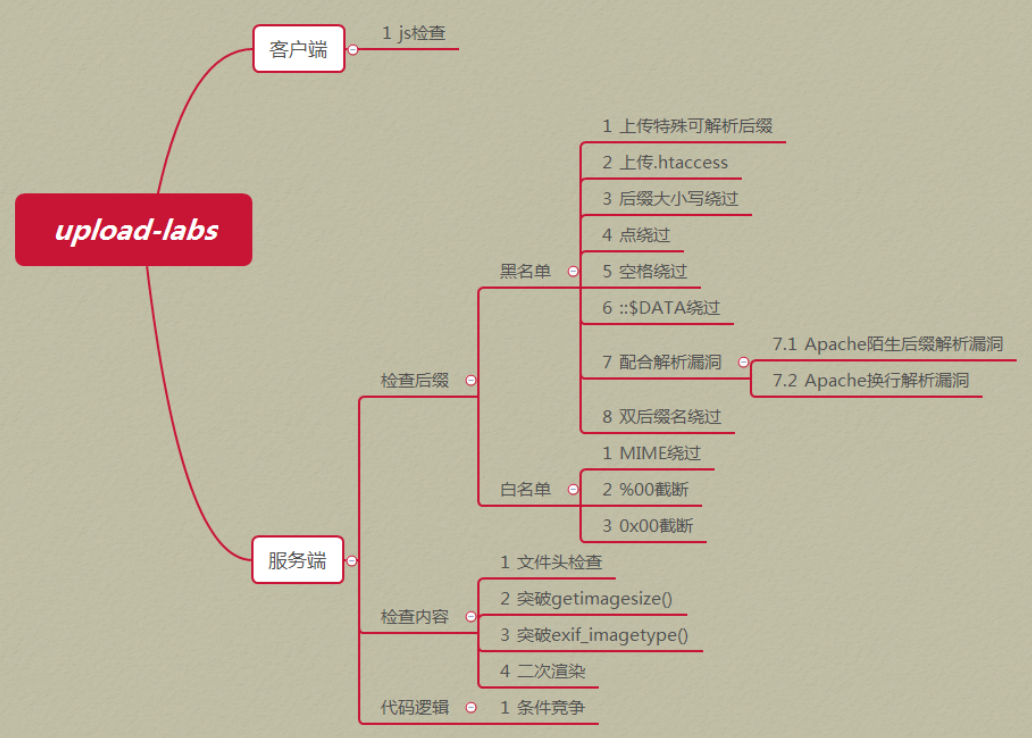 upload-labs
客户端
1 js检查
服务端
检查后缀
黑名单
1 上传特殊可解析后缀
2 上传.htaccess
3 后缀大小写绕过
4 点绕过
5 空格绕过
6 ::$DATA绕过
7 配合解析漏洞
7.1 Apache陌生后缀解析漏洞
7.2 Apache换行解析漏洞
8 双后缀名绕过
白名单
1 MIME绕过
2 %00截断
3 0x00截断
检查内容
1 文件头检查
2 突破getimagesize()
3 突破exif_imagetype()
4 二次渲染
代码逻辑
1 条件竞争